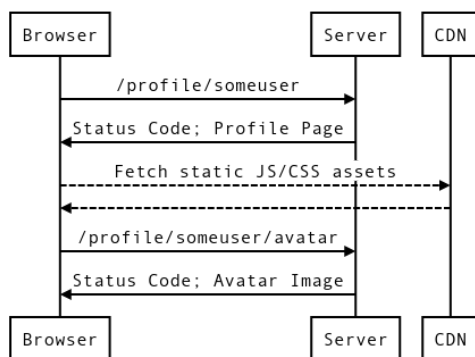 Browser Server CDN
/profile/someuser
Status Code; Profile Page
Fetch static JS/CSS assets
/profile/someuser/avatar
Status Code; Avatar Image
Browser Server CDN